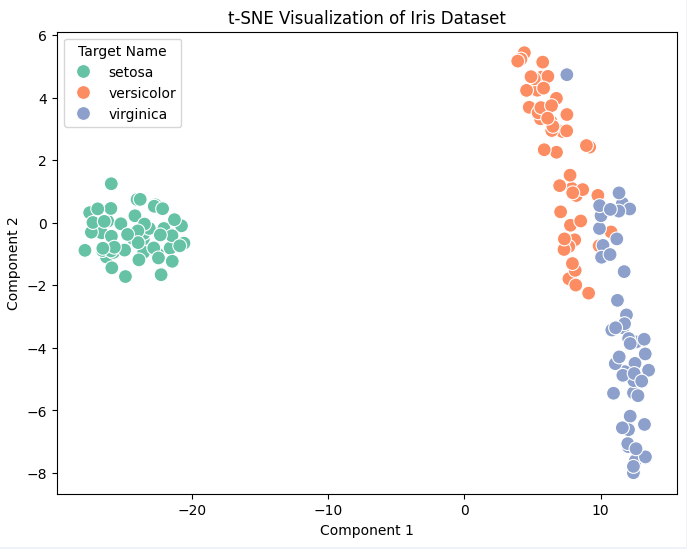 t-SNE Visualization of Iris Dataset
6
4
2
0
−2
−4
−6
−8
Component 2
Target Name
setosa
versicolor
virginica
−20
−10
0
10
Component 1